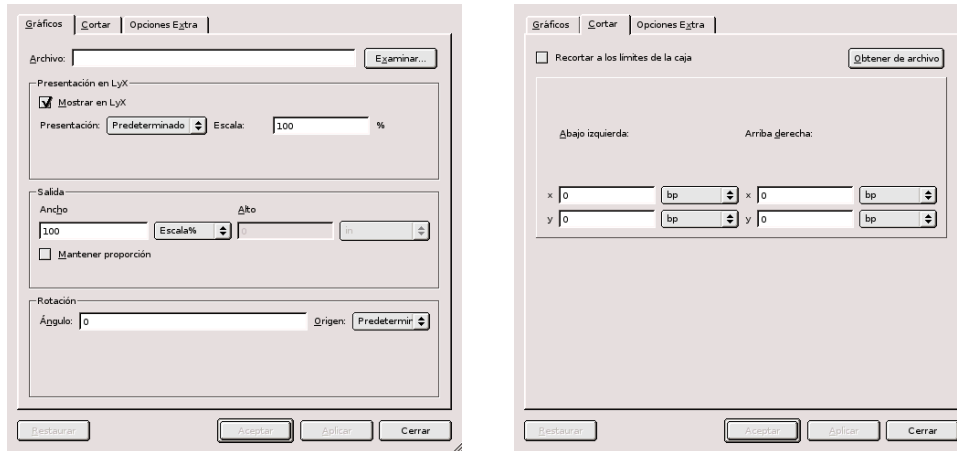 Gráficos Cortar Opciones Extra
Archivo: Examinar...
Presentación en LyX
Mostrar en LyX
Presentación: Predeterminado Escala: 100 %
Salida
Ancho Alto
100 Escala% 0 in
Mantener proporción
Rotación
Ángulo: 0 Origen: Predetermir
Restaurar Aceptar Aplicar Cerrar
Gráficos Cortar Opciones Extra
Recortar a los límites de la caja Obtener de archivo
Abajo izquierda: Arriba derecha:
x 0 bp x 0 bp
y 0 bp y 0 bp
Restaurar Aceptar Aplicar Cerrar